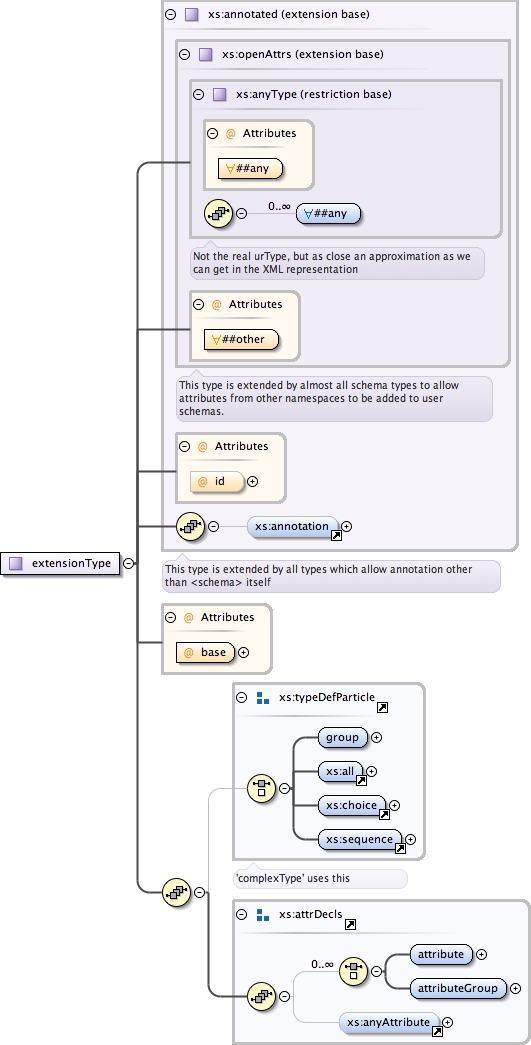 xs:annotated (extension base)
xs:openAttrs (extension base)
xs:anyType (restriction base)
@ Attributes
∀##any
0..∞
∀##any
Not the real urType, but as close an approximation as we
can get in the XML representation
@ Attributes
∀##other
This type is extended by almost all schema types to allow
attributes from other namespaces to be added to user
schemas.
@ Attributes
@ id
xs:annotation
extensionType
This type is extended by all types which allow annotation other
than <schema> itself
@ Attributes
@ base
xs:typeDefParticle
group
xs:all
xs:choice
xs:sequence
'complexType' uses this
xs:attrDecls
0..∞
attribute
attributeGroup
xs:anyAttribute